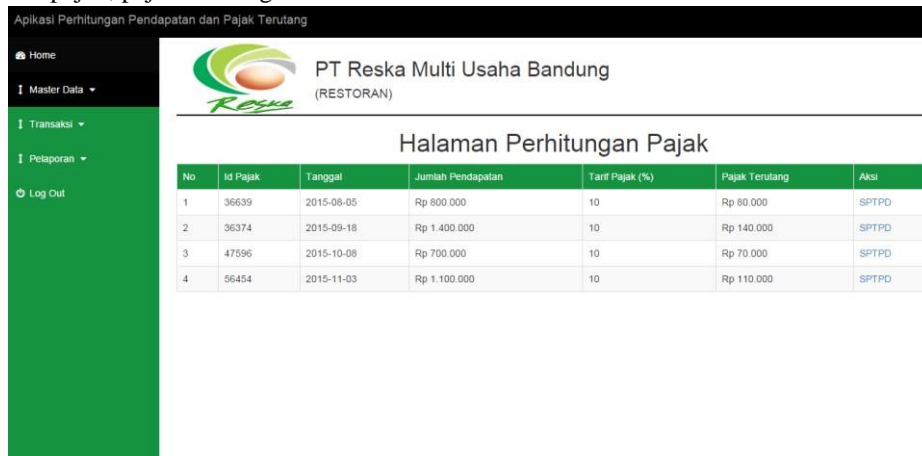 Apikasi Perhitungan Pendapatan dan Pajak Terutang
Home
Master Data
Transaksi
Pelaporan
Log Out
Reska
PT Reska Multi Usaha Bandung
(RESTORAN)
Halaman Perhitungan Pajak
No Id Pajak Tanggal Jumlah Pendapatan Tarif Pajak (%) Pajak Terutang Aksi
1 36639 2015-08-05 Rp 800.000 10 Rp 80.000 SPTPD
2 36374 2015-09-18 Rp 1.400.000 10 Rp 140.000 SPTPD
3 47596 2015-10-08 Rp 700.000 10 Rp 70.000 SPTPD
4 56454 2015-11-03 Rp 1.100.000 10 Rp 110.000 SPTPD